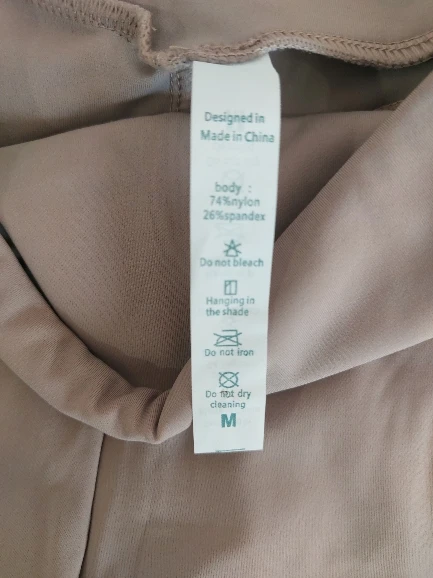 Designed in
Made in China
body :
74%nylon
26%spandex
Do not bleach
Hanging in
the shade
Do not iron
Do not dry
cleaning
M